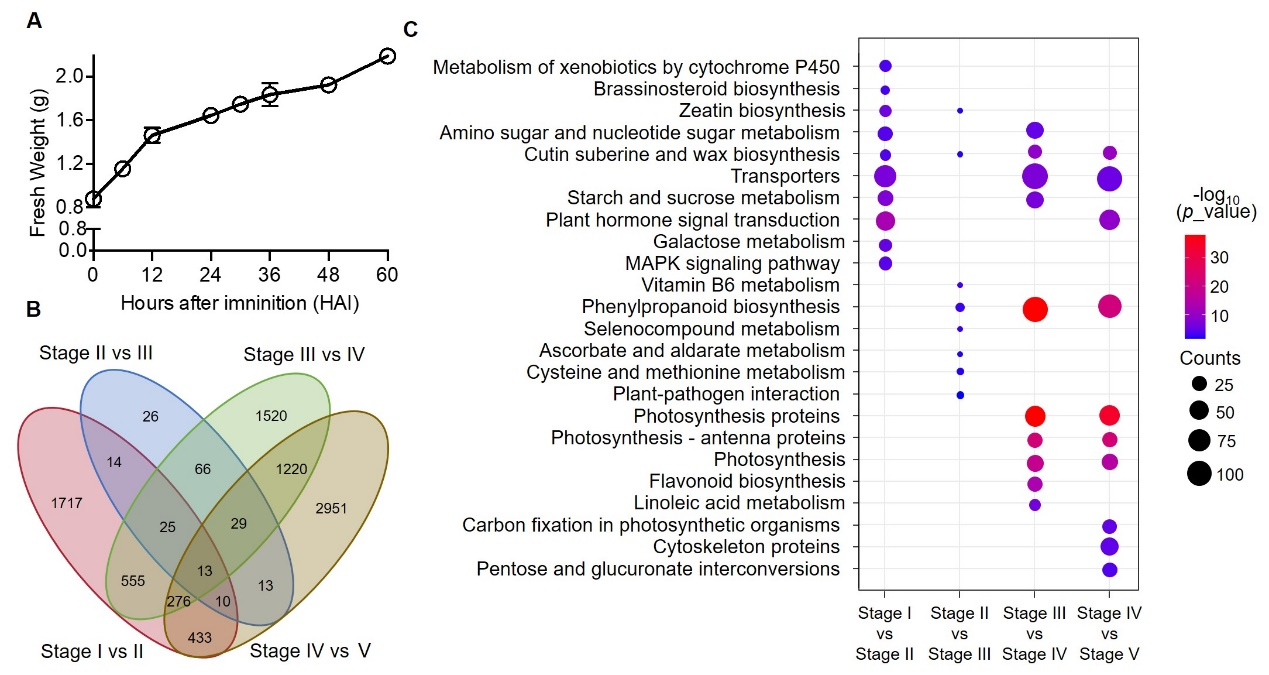 A
Fresh Weight (g)
2.0
1.6
1.2
0.8
0.8
0.0
0 12 24 36 48 60
Hours after imninition (HAI)
B
Stage II vs III
Stage III vs IV
26
1520
14
66
1220
1717
2951
25
29
555
13
13
276
10
433
Stage I vs II
Stage IV vs V
C
Metabolism of xenobiotics by cytochrome P450
Brassinosteroid biosynthesis
Zeatin biosynthesis
Amino sugar and nucleotide sugar metabolism
Cutin suberine and wax biosynthesis
Transporters
Starch and sucrose metabolism
Plant hormone signal transduction
Galactose metabolism
MAPK signaling pathway
Vitamin B6 metabolism
Phenylpropanoid biosynthesis
Selenocompound metabolism
Ascorbate and aldarate metabolism
Cysteine and methionine metabolism
Plant-pathogen interaction
Photosynthesis proteins
Photosynthesis - antenna proteins
Photosynthesis
Flavonoid biosynthesis
Linoleic acid metabolism
Carbon fixation in photosynthetic organisms
Cytoskeleton proteins
Pentose and glucuronate interconversions
Stage I Stage II Stage III Stage IV
vs vs vs vs
Stage II Stage III Stage IV Stage V
-log10
(p_value)
30
20
10
Counts
25
50
75
100